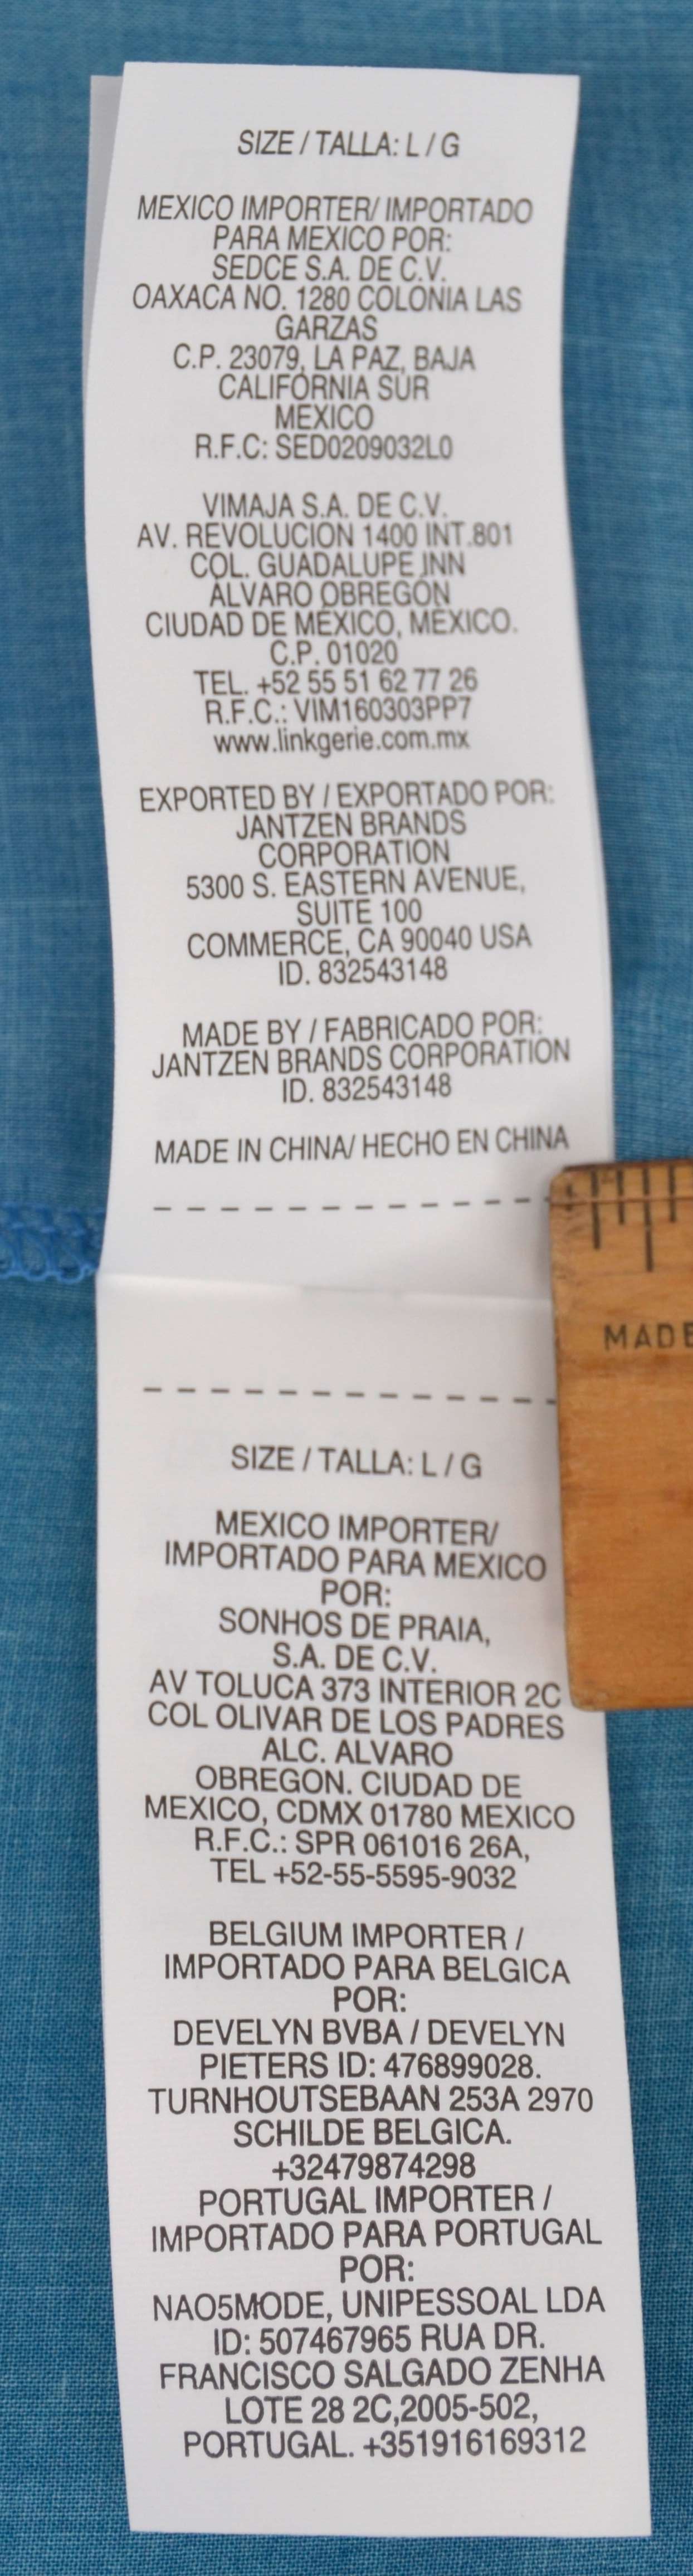 SIZE / TALLA: L / G
MEXICO IMPORTER/ IMPORTADO
PARA MEXICO POR:
SEDCE S.A. DE C.V.
OAXACA NO. 1280 COLONIA LAS
GARZAS
C.P. 23079, LA PAZ, BAJA
CALIFORNIA SUR
MEXICO
R.F.C: SED0209032L0
VIMAJA S.A. DE C.V.
AV. REVOLUCION 1400 INT.801
COL. GUADALUPE INN
ÁLVARO OBREGÓN
CIUDAD DE MÉXICO, MÉXICO.
C.P. 01020
TEL. +52 55 51 62 77 26
R.F.C.: VIM160303PP7
www.linkgerie.com.mx
EXPORTED BY / EXPORTADO POR:
JANTZEN BRANDS
CORPORATION
5300 S. EASTERN AVENUE,
SUITE 100
COMMERCE, CA 90040 USA
ID. 832543148
MADE BY / FABRICADO POR:
JANTZEN BRANDS CORPORATION
ID. 832543148
MADE IN CHINA/ HECHO EN CHINA
MADE
SIZE / TALLA: L / G
MEXICO IMPORTER/
IMPORTADO PARA MEXICO
POR:
SONHOS DE PRAIA,
S.A. DE C.V.
AV TOLUCA 373 INTERIOR 2C
COL OLIVAR DE LOS PADRES
ALC. ALVARO
OBREGON. CIUDAD DE
MEXICO, CDMX 01780 MEXICO
R.F.C.: SPR 061016 26A,
TEL +52-55-5595-9032
BELGIUM IMPORTER /
IMPORTADO PARA BELGICA
POR:
DEVELYN BVBA / DEVELYN
PIETERS ID: 476899028.
TURNHOUTSEBAAN 253A 2970
SCHILDE BELGICA.
+32479874298
PORTUGAL IMPORTER /
IMPORTADO PARA PORTUGAL
POR:
NAO5MODE, UNIPESSOAL LDA
ID: 507467965 RUA DR.
FRANCISCO SALGADO ZENHA
LOTE 28 2C,2005-502,
PORTUGAL. +351916169312